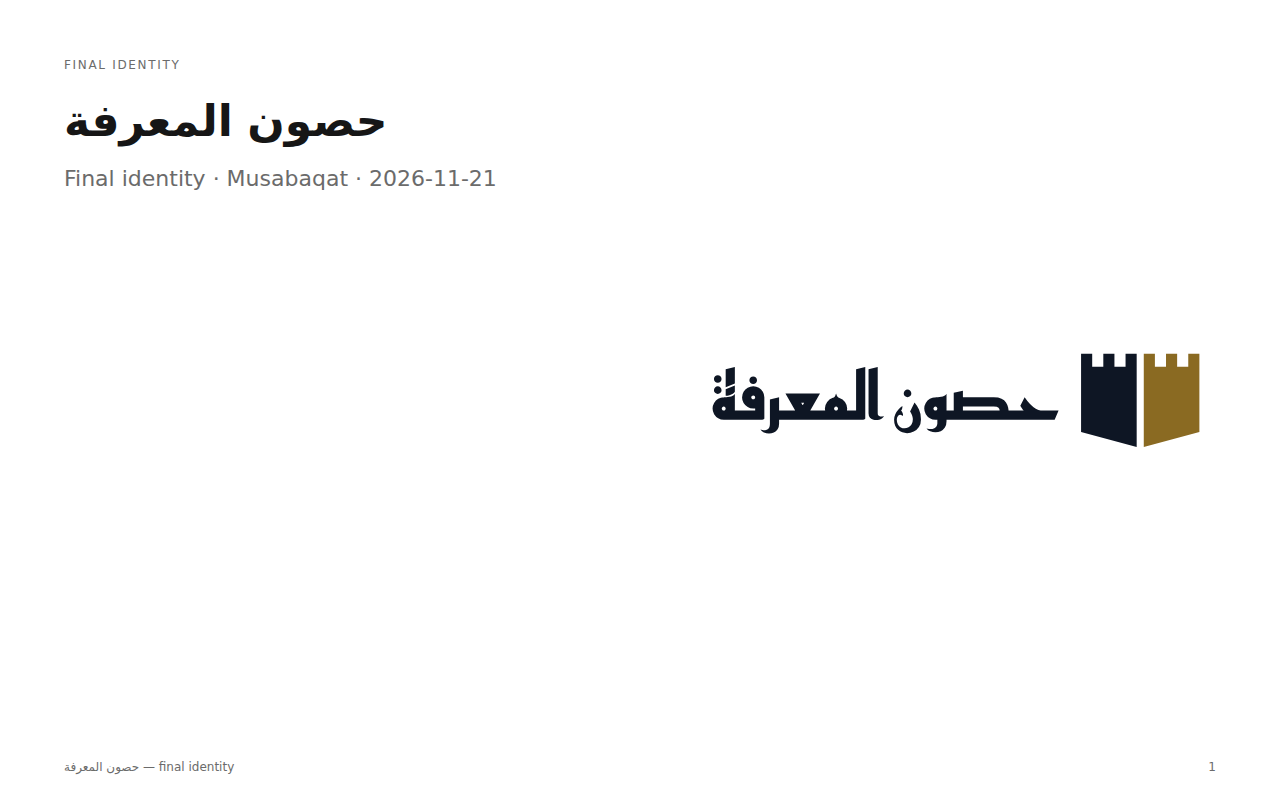 FINAL IDENTITY
حصون المعرفة
Final identity · Musabaqat · 2026-11-21
حصون المعرفة
حصون المعرفة — final identity
1